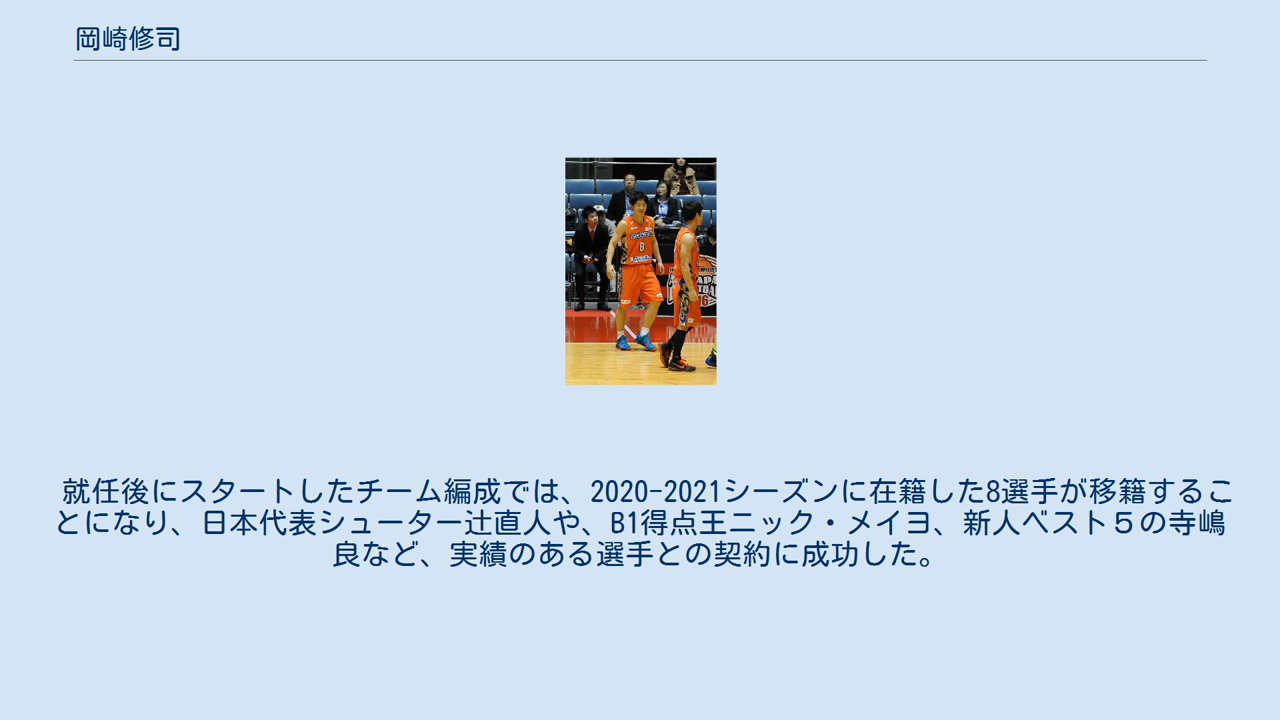 岡崎修司
就任後にスタートしたチーム編成では、2020-2021シーズンに在籍した8選手が移籍するこ
とになり、日本代表シューター辻直人や、B1得点王ニック・メイヨ、新人ベスト５の寺嶋
良など、実績のある選手との契約に成功した。